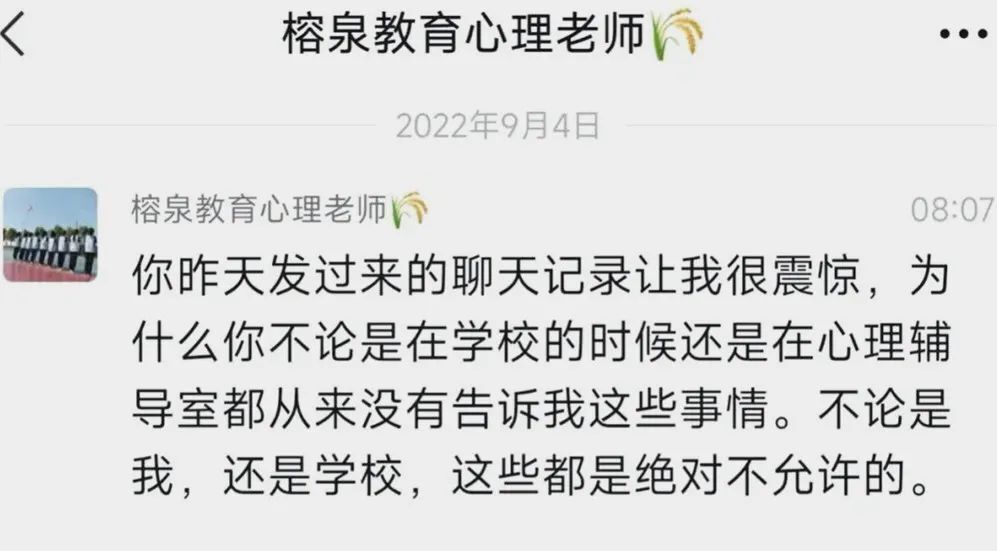 榕泉教育心理老师🌾
2022年9月4日
榕泉教育心理老师🌾
08:07
你昨天发过来的聊天记录让我很震惊，为
什么你不论是在学校的时候还是在心理辅
导室都从来没有告诉我这些事情。不论是
我，还是学校，这些都是绝对不允许的。